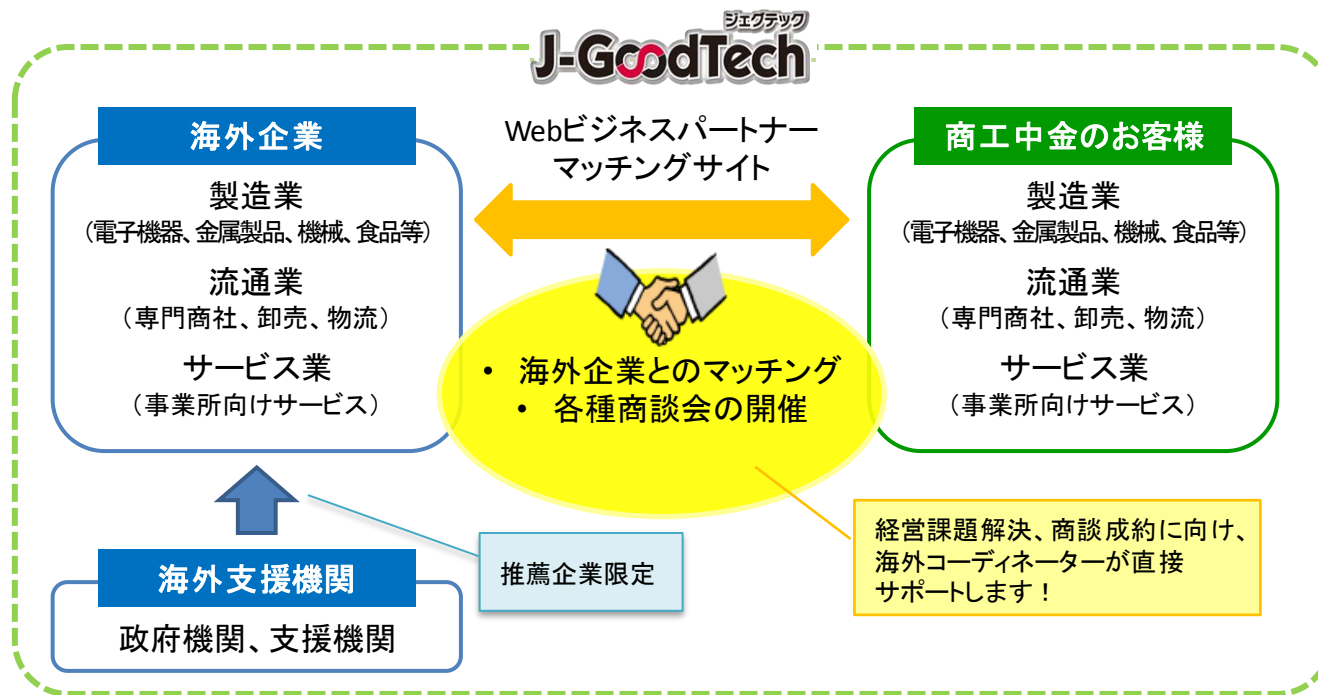 ジェグテック
J-GoodTech
海外企業
製造業
(電子機器、金属製品、機械、食品等)
流通業
(専門商社、卸売、物流)
サービス業
(事業所向けサービス)
Webビジネスパートナー
マッチングサイト
• 海外企業とのマッチング
• 各種商談会の開催
商工中金のお客様
製造業
(電子機器、金属製品、機械、食品等)
流通業
(専門商社、卸売、物流)
サービス業
(事業所向けサービス)
海外支援機関
政府機関、支援機関
推薦企業限定
経営課題解決、商談成約に向け、
海外コーディネーターが直接
サポートします!